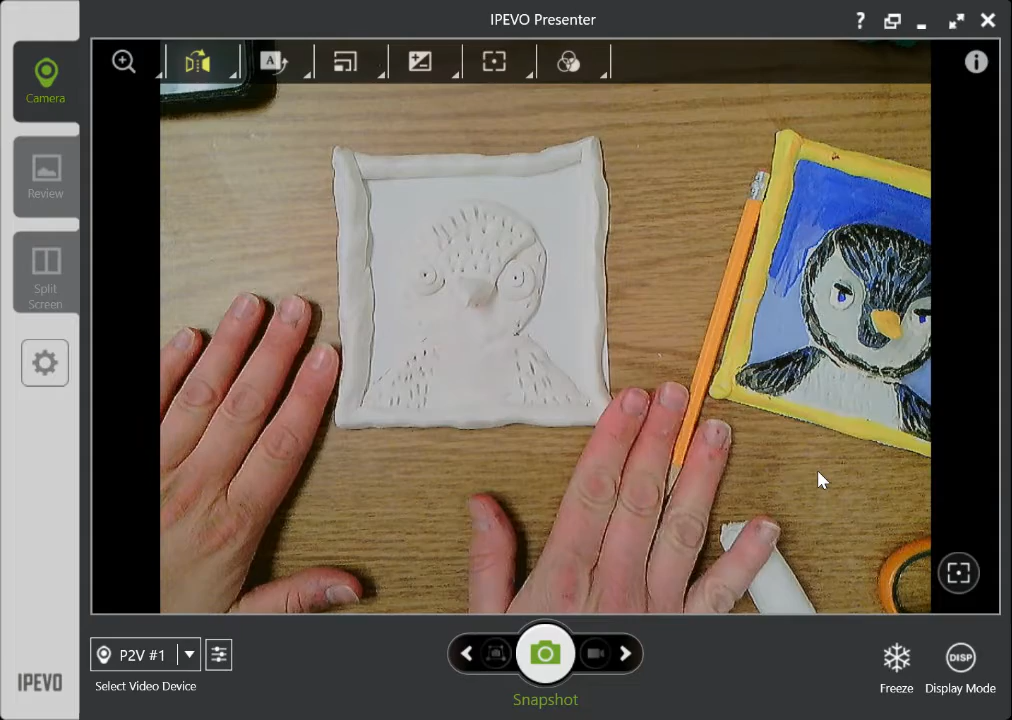 IPEVO Presenter
?
Camera
A
Review
Split
Screen
IPEVO
P2V #1
Select Video Device
Snapshot
DISP
Freeze
Display Mode